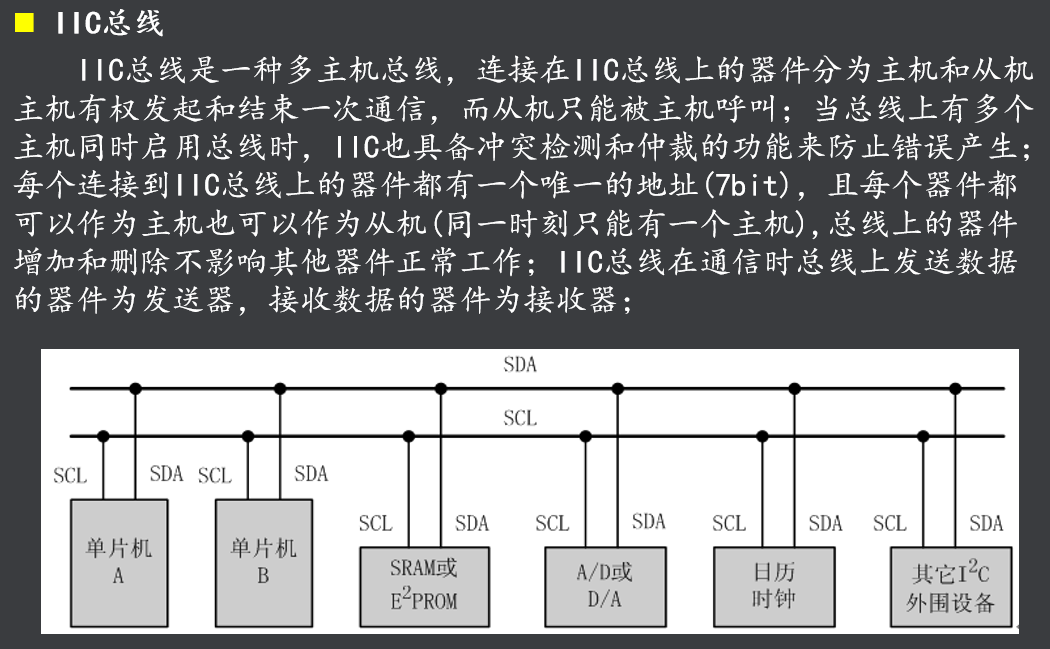 IIC总线
IIC总线是一种多主机总线，连接在IIC总线上的器件分为主机和从机
主机有权发起和结束一次通信，而从机只能被主机呼叫；当总线上有多个
主机同时启用总线时，IIC也具备冲突检测和仲裁的功能来防止错误产生；
每个连接到IIC总线上的器件都有一个唯一的地址(7bit)，且每个器件都
可以作为主机也可以作为从机(同一时刻只能有一个主机),总线上的器件
增加和删除不影响其他器件正常工作；IIC总线在通信时总线上发送数据
的器件为发送器，接收数据的器件为接收器；
SDA
SCL
SCL SDA SCL SDA
SCL SDA SCL SDA SCL SDA SCL SDA
单片机
A
单片机
B
SRAM或
E²PROM
A/D或
D/A
日历
时钟
其它I²C
外围设备